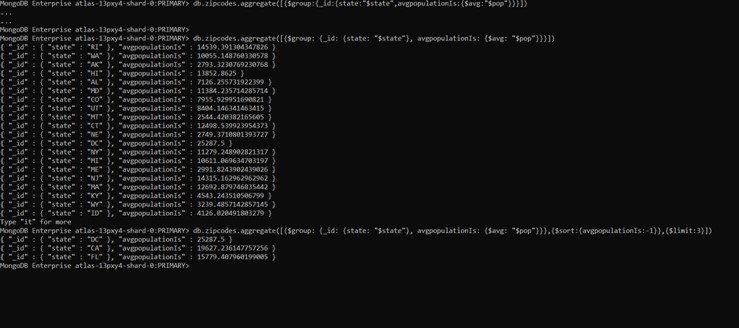 MongoDB Enterprise atlas-13pxy4-shard-0:PRIMARY> db.zipcodes.aggregate([{$group:{_id:{state:"$state",avgpopulationIs:{$avg:"$pop"}}}])
...
...
MongoDB Enterprise atlas-13pxy4-shard-0:PRIMARY>
MongoDB Enterprise atlas-13pxy4-shard-0:PRIMARY> db.zipcodes.aggregate([{$group: {_id: {state: "$state"}, avgpopulationIs: {$avg: "$pop"}}}])
{ "_id" : { "state" : "RI" }, "avgpopulationIs" : 14539.391304347826 }
{ "_id" : { "state" : "WA" }, "avgpopulationIs" : 10055.148760330578 }
{ "_id" : { "state" : "AK" }, "avgpopulationIs" : 2793.3230769230768 }
{ "_id" : { "state" : "HI" }, "avgpopulationIs" : 13852.8625 }
{ "_id" : { "state" : "AL" }, "avgpopulationIs" : 7126.255731922399 }
{ "_id" : { "state" : "MD" }, "avgpopulationIs" : 11384.235714285714 }
{ "_id" : { "state" : "CO" }, "avgpopulationIs" : 7955.929951690821 }
{ "_id" : { "state" : "UT" }, "avgpopulationIs" : 8404.146341463415 }
{ "_id" : { "state" : "MT" }, "avgpopulationIs" : 2544.420382165605 }
{ "_id" : { "state" : "CT" }, "avgpopulationIs" : 12498.539923954373 }
{ "_id" : { "state" : "NE" }, "avgpopulationIs" : 2749.3710801393727 }
{ "_id" : { "state" : "DC" }, "avgpopulationIs" : 25287.5 }
{ "_id" : { "state" : "NY" }, "avgpopulationIs" : 11279.248902821317 }
{ "_id" : { "state" : "MI" }, "avgpopulationIs" : 10611.069634703197 }
{ "_id" : { "state" : "ME" }, "avgpopulationIs" : 2991.8243902439026 }
{ "_id" : { "state" : "NJ" }, "avgpopulationIs" : 14315.162962962962 }
{ "_id" : { "state" : "MA" }, "avgpopulationIs" : 12692.879746835442 }
{ "_id" : { "state" : "KY" }, "avgpopulationIs" : 4543.243510506799 }
{ "_id" : { "state" : "WY" }, "avgpopulationIs" : 3239.4857142857145 }
{ "_id" : { "state" : "ID" }, "avgpopulationIs" : 4126.020491803279 }
Type "it" for more
MongoDB Enterprise atlas-13pxy4-shard-0:PRIMARY> db.zipcodes.aggregate([{$group: {_id: {state: "$state"}, avgpopulationIs: {$avg: "$pop"}}},{$sort:{avgpopulationIs:-1}},{$limit:3}])
{ "_id" : { "state" : "DC" }, "avgpopulationIs" : 25287.5 }
{ "_id" : { "state" : "CA" }, "avgpopulationIs" : 19627.236147757256 }
{ "_id" : { "state" : "FL" }, "avgpopulationIs" : 15779.407960199005 }
MongoDB Enterprise atlas-13pxy4-shard-0:PRIMARY>